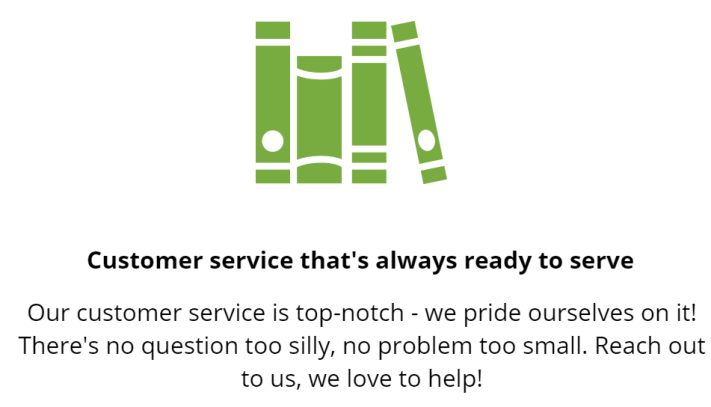 Customer service that's always ready to serve
Our customer service is top-notch - we pride ourselves on it!
There's no question too silly, no problem too small. Reach out
to us, we love to help!